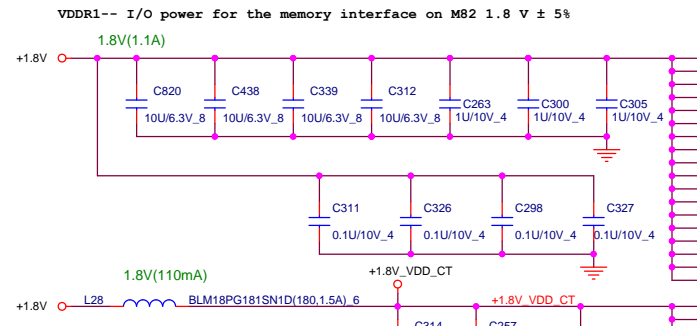 VDDR1-- I/O power for the memory interface on M82 1.8 V ± 5%
1.8V(1.1A)
+1.8V
C820 C438 C339 C312 C263 C300 C305
10U/6.3V_8 10U/6.3V_8 10U/6.3V_8 10U/6.3V_8 1U/10V_4 1U/10V_4 1U/10V_4
C311 C326 C298 C327
0.1U/10V_4 0.1U/10V_4 0.1U/10V_4 0.1U/10V_4
1.8V(110mA)
+1.8V_VDD_CT
+1.8V L28 BLM18PG181SN1D(180,1.5A)_6 +1.8V_VDD_CT
C314 C257